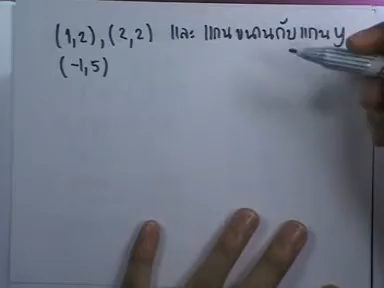 (1,2),(2,2) และ แกนขนานกับแกน y
(-1,5)